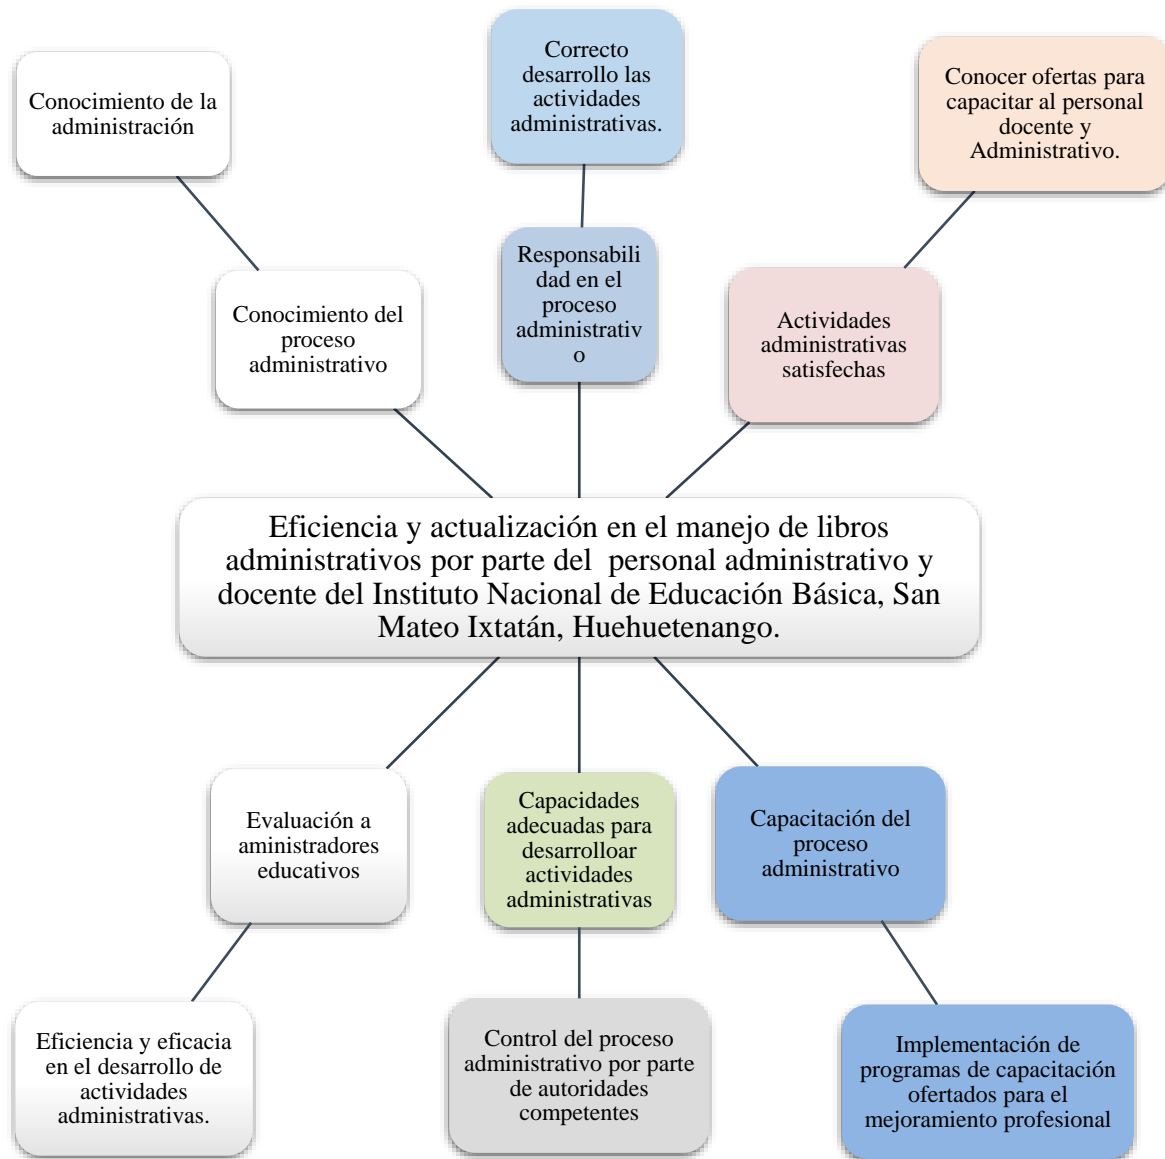 Correcto
desarrollo las
actividades
administrativas.
Conocimiento de la
administración
Conocer ofertas para
capacitar al personal
docente y
Administrativo.
Responsabili
dad en el
proceso
administrativ
o
Conocimiento del
proceso
administrativo
Actividades
administrativas
satisfechas
Eficiencia y actualización en el manejo de libros
administrativos por parte del personal administrativo y
docente del Instituto Nacional de Educación Básica, San
Mateo Ixtatán, Huehuetenango.
Evaluación a
aministradores
educativos
Capacidades
adecuadas para
desarrolloar
actividades
administrativas
Capacitación del
proceso
administrativo
Eficiencia y eficacia
en el desarrollo de
actividades
administrativas.
Control del proceso
administrativo por parte
de autoridades
competentes
Implementación de
programas de capacitación
ofertados para el
mejoramiento profesional